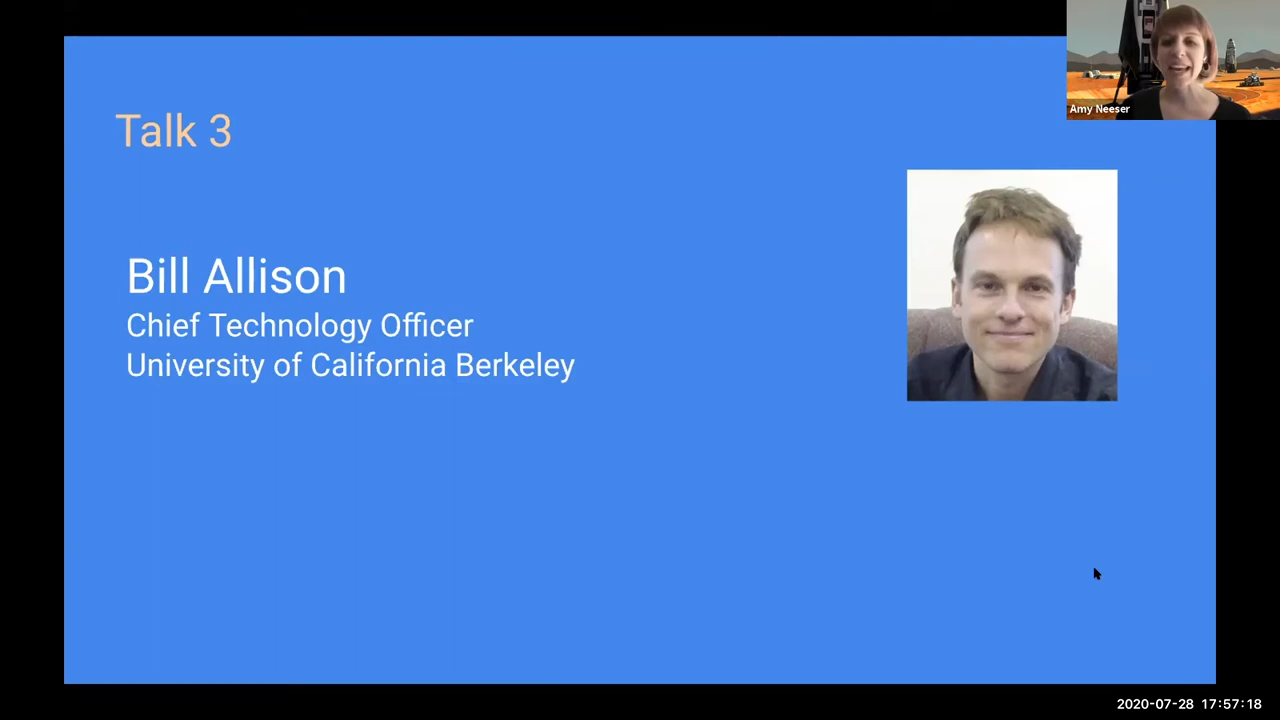 Amy Neeser
Talk 3
Bill Allison
Chief Technology Officer
University of California Berkeley
2020-07-28 17:57:18